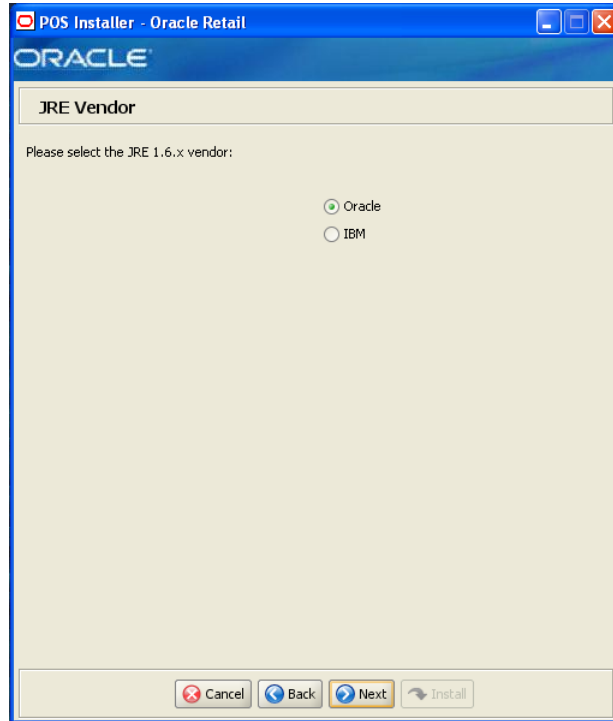 POS Installer - Oracle Retail
ORACLE
JRE Vendor
Please select the JRE 1.6.x vendor:
Oracle
IBM
Cancel Back Next Install